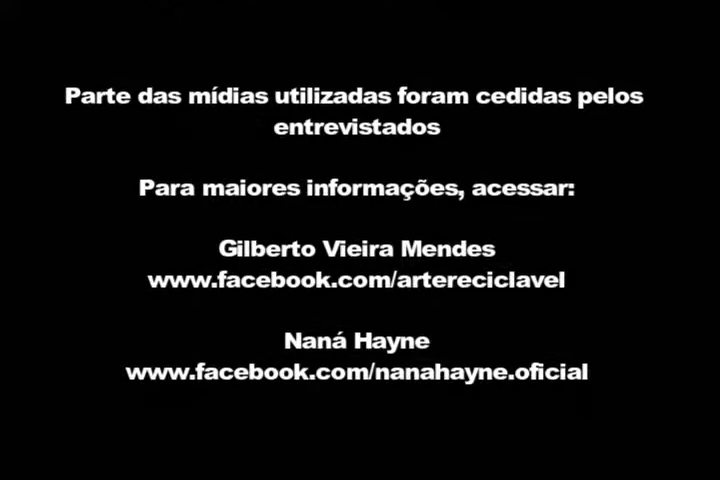 Parte das mídias utilizadas foram cedidas pelos
entrevistados
Para maiores informações, acessar:
Gilberto Vieira Mendes
www.facebook.com/artereciclavel
Naná Hayne
www.facebook.com/nanahayne.oficial